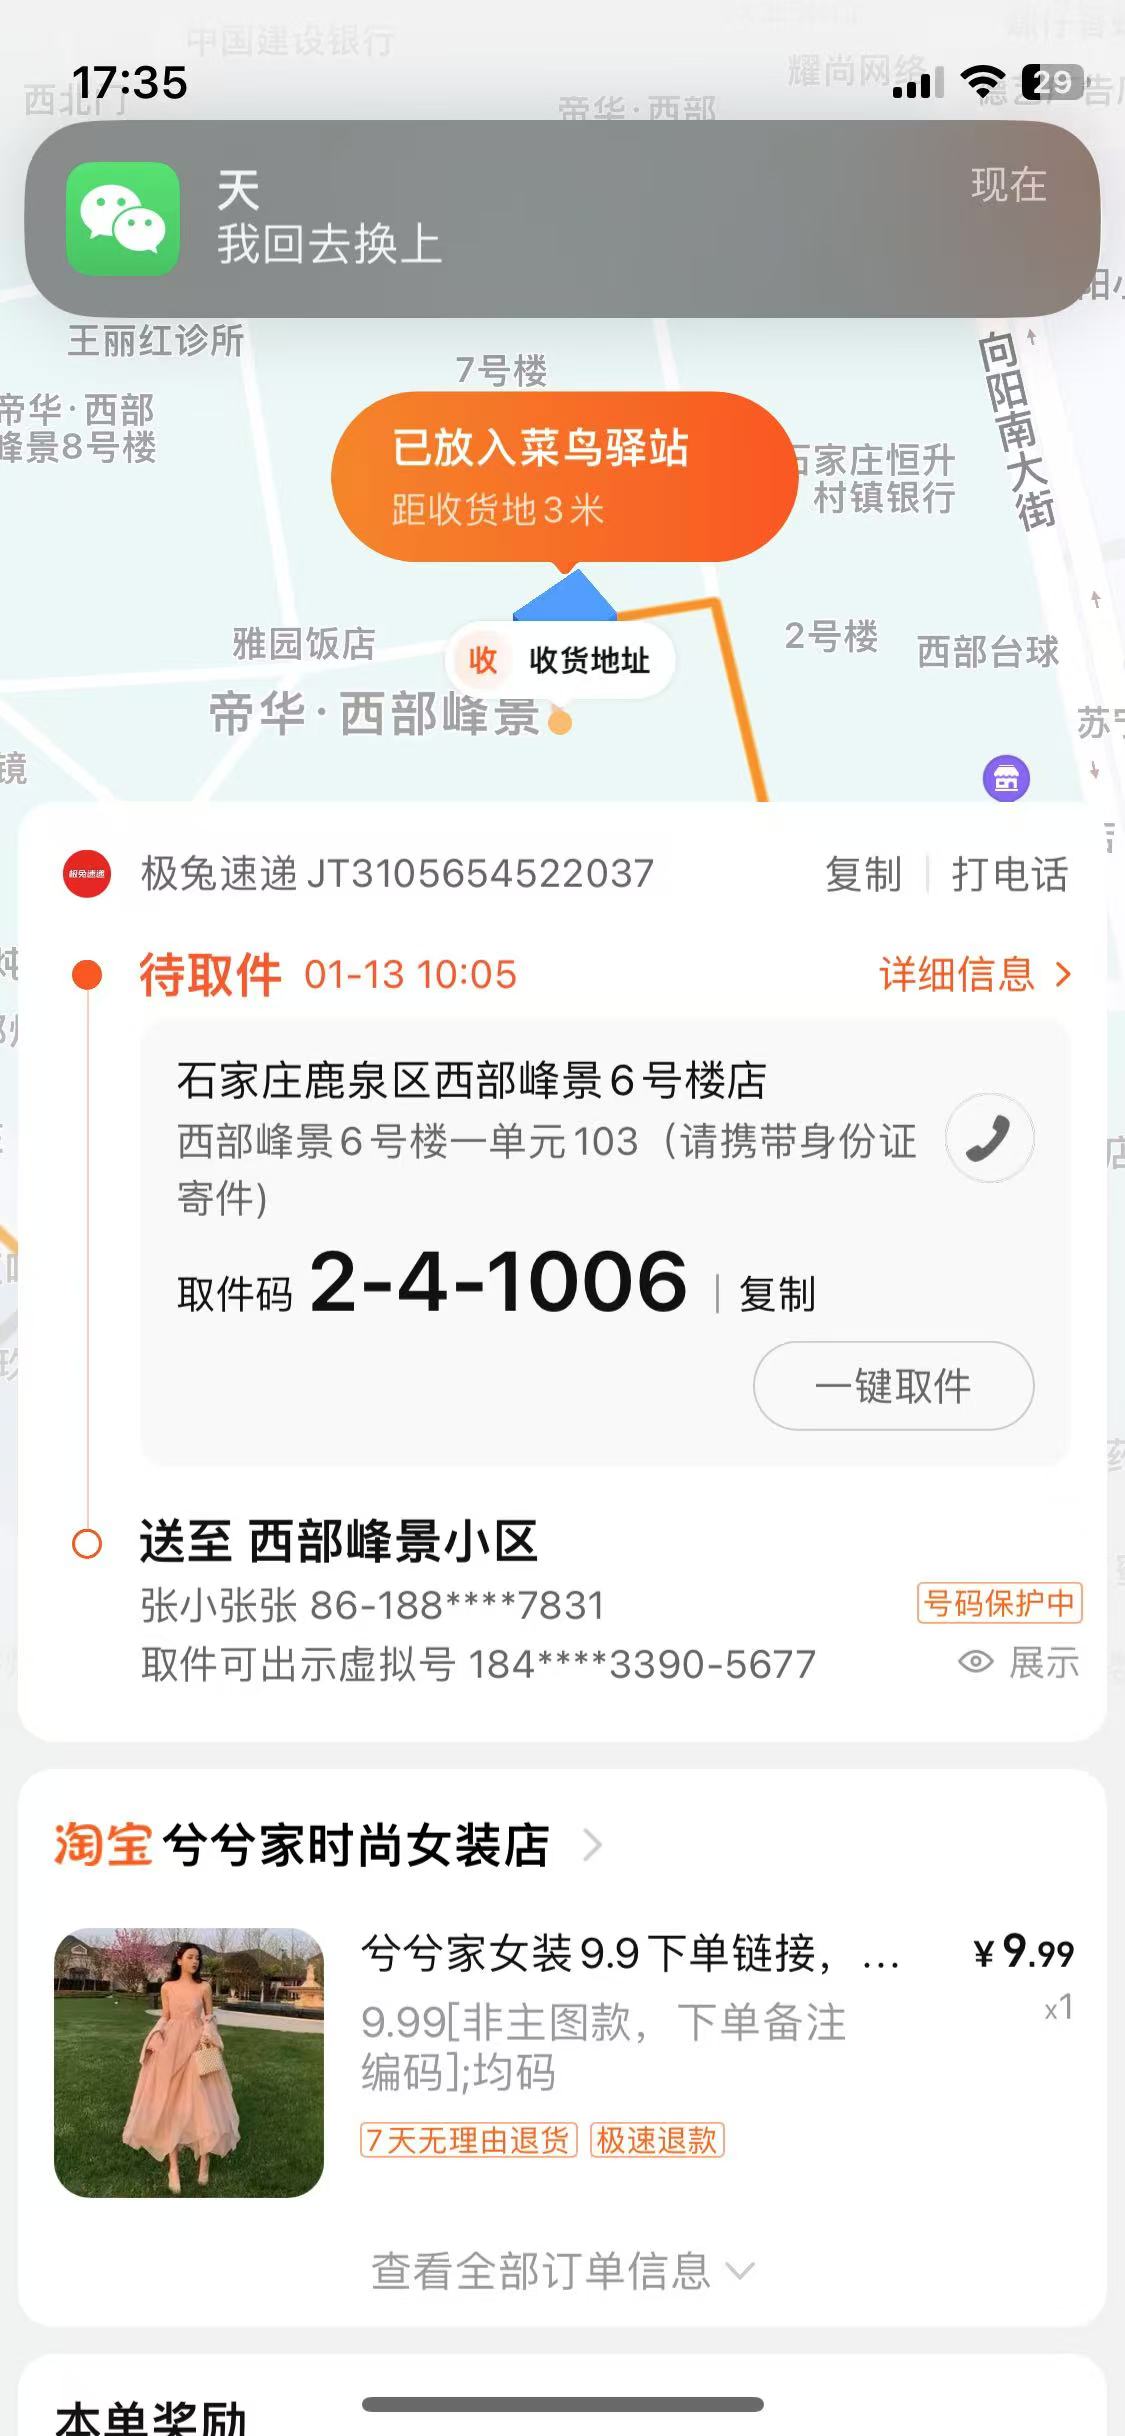 中国建设银行
17:35
29
西北门
耀尚网络
帝华·西部
天
现在
我回去换上
王丽红诊所
7号楼
向阳南大街
帝华·西部
峰景8号楼
已放入菜鸟驿站
距收货地3米
石家庄恒升
村镇银行
雅园饭店
收 收货地址
2号楼
西部台球
帝华·西部峰景
镜
极兔速递
极兔速递 JT3105654522037
复制
打电话
待取件 01-13 10:05
详细信息
石家庄鹿泉区西部峰景6号楼店
西部峰景6号楼一单元103（请携带身份证
寄件)
取件码 2-4-1006 | 复制
一键取件
送至 西部峰景小区
张小张张 86-188****7831
号码保护中
取件可出示虚拟号 184****3390-5677
展示
淘宝 兮兮家时尚女装店
兮兮家女装9.9下单链接，...
¥9.99
9.99[非主图款，下单备注
x1
编码];均码
7天无理由退货 极速退款
查看全部订单信息
本单奖励